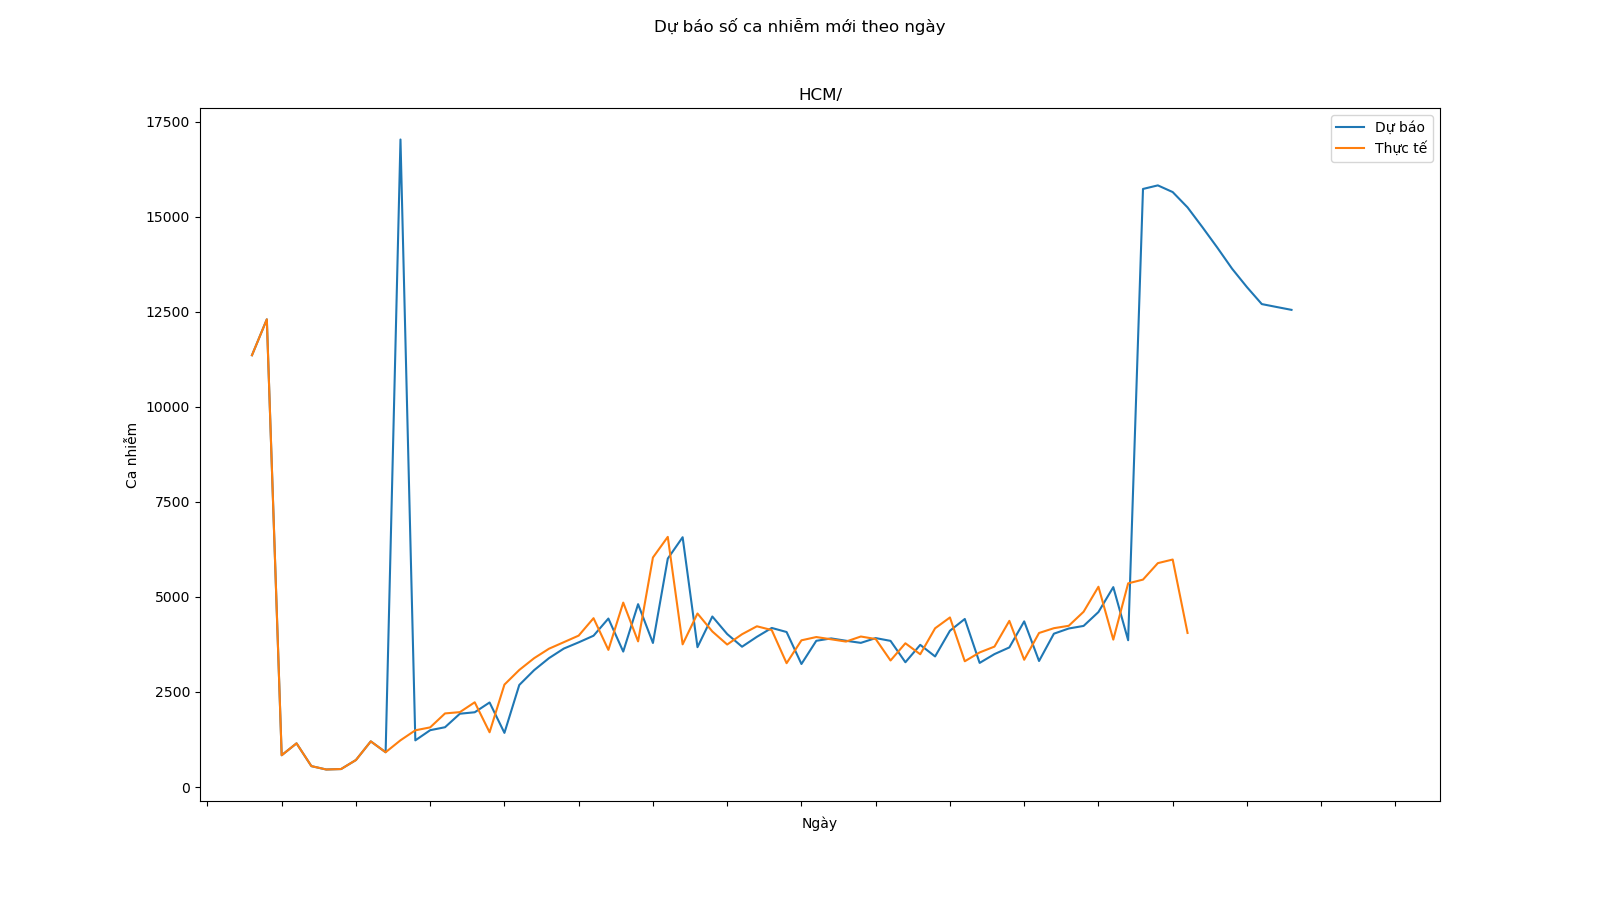 Dự báo số ca nhiễm mới theo ngày
HCM/
17500
15000
12500
10000
7500
5000
2500
0
Ca nhiễm
Ngày
Dự báo
Thực tế